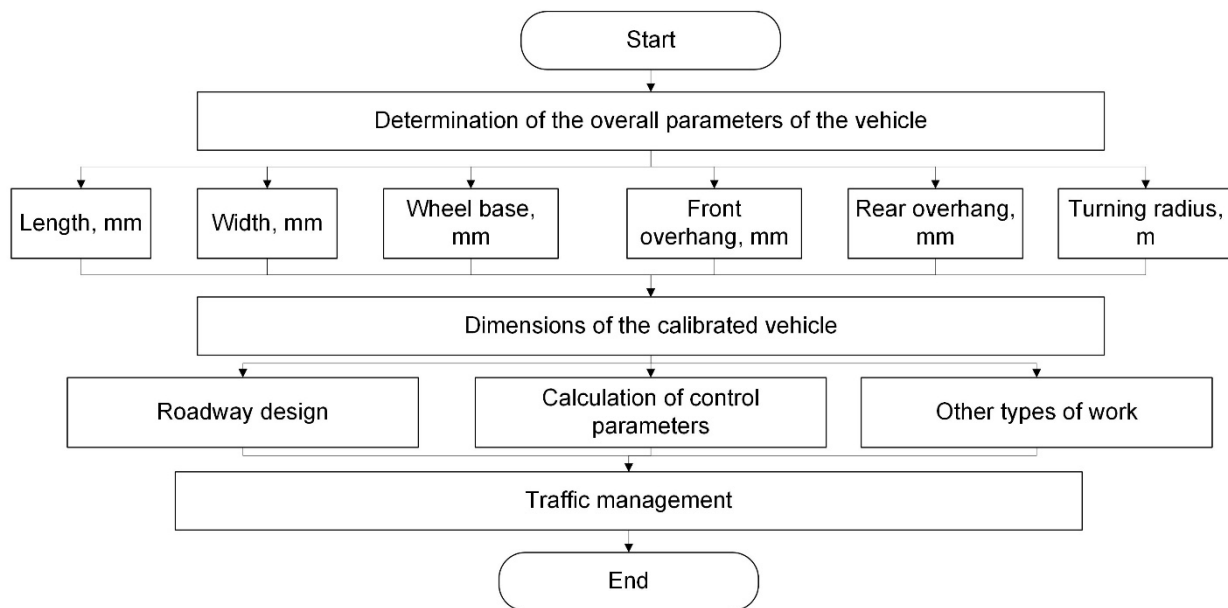 Start
Determination of the overall parameters of the vehicle
Length, mm
Width, mm
Wheel base,
mm
Front
overhang, mm
Rear overhang,
mm
Turning radius,
m
Dimensions of the calibrated vehicle
Roadway design
Calculation of control
parameters
Other types of work
Traffic management
End